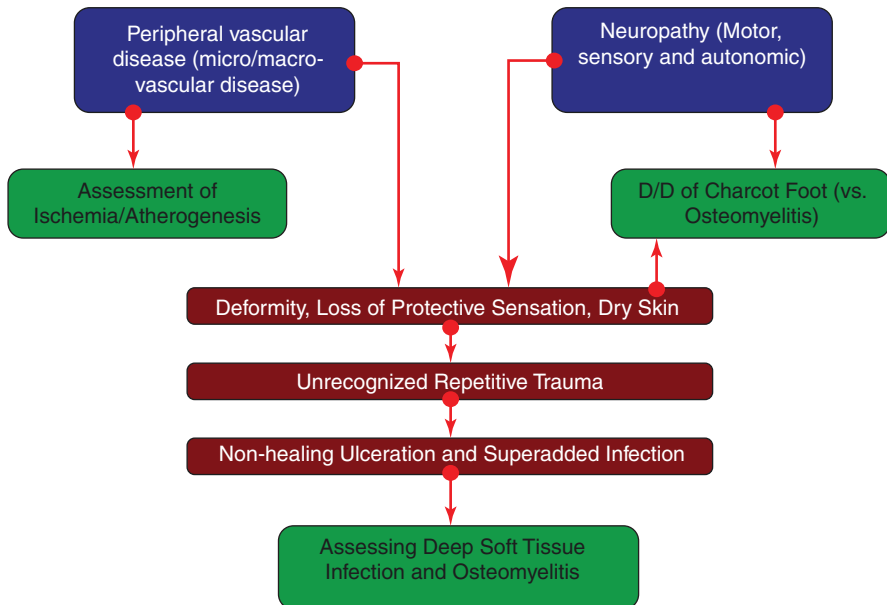 Peripheral vascular
disease (micro/macro-
vascular disease)
Neuropathy (Motor,
sensory and autonomic)
Assessment of
Ischemia/Atherogenesis
D/D of Charcot Foot (vs.
Osteomyelitis)
Deformity, Loss of Protective Sensation, Dry Skin
Unrecognized Repetitive Trauma
Non-healing Ulceration and Superadded Infection
Assessing Deep Soft Tissue
Infection and Osteomyelitis